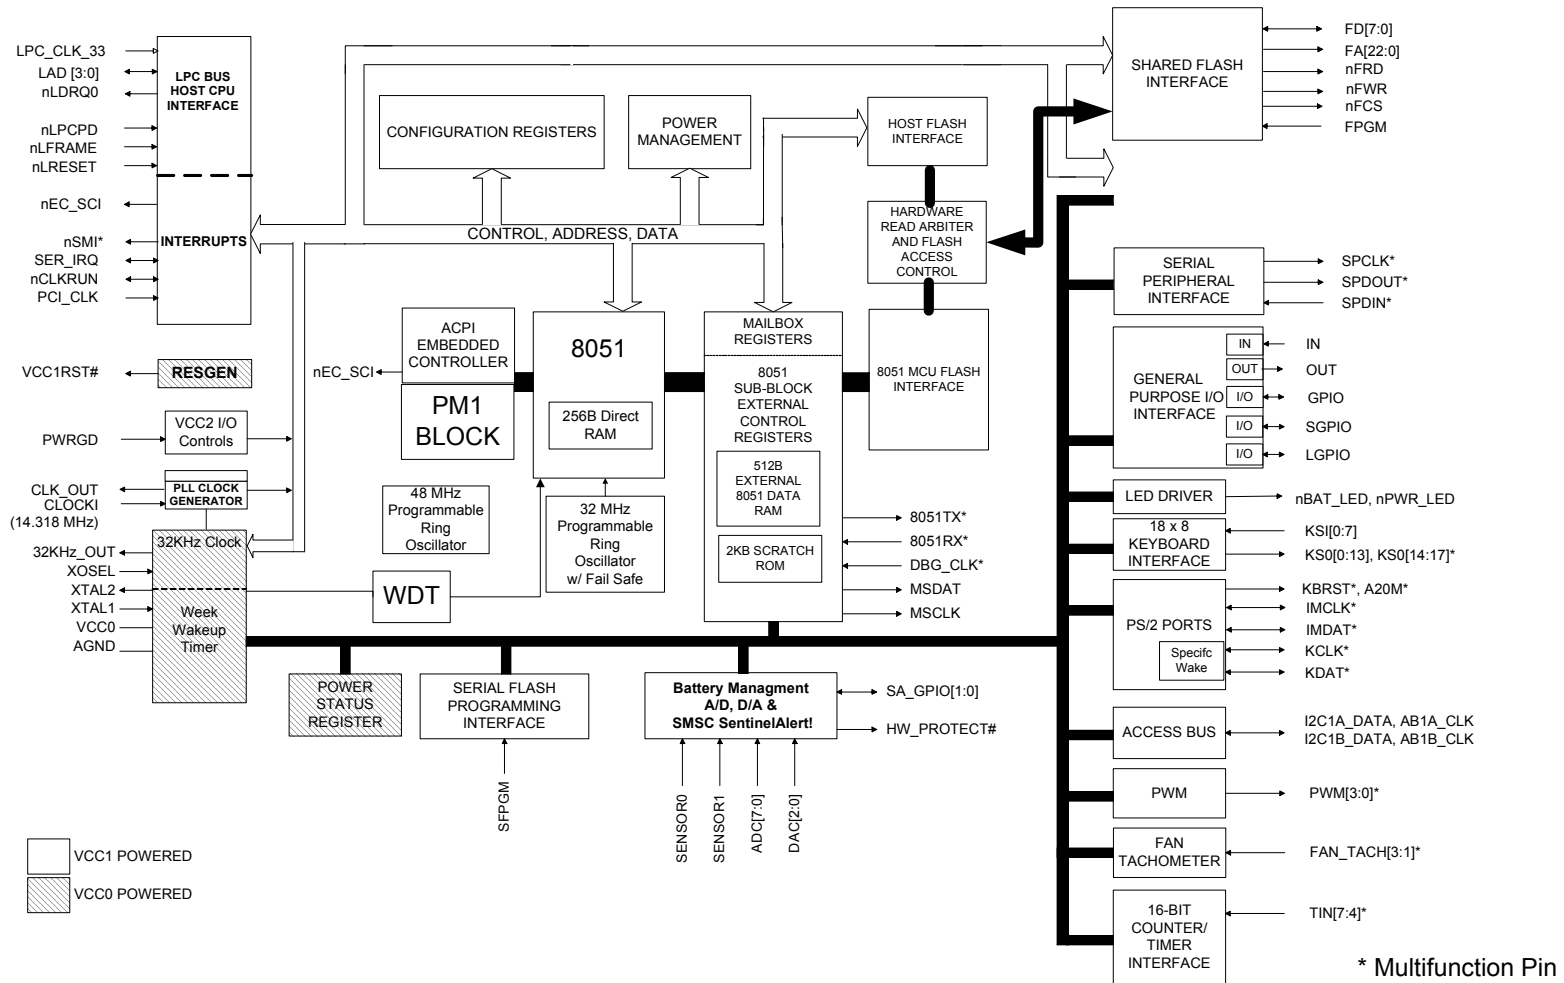 LPC_CLK_33
LAD [3:0]
nLDRQ0
nLPCPD
nLFRAME
nLRESET
nEC_SCI
nSMI*
SER_IRQ
nCLKRUN
PCI_CLK
LPC BUS
HOST CPU
INTERFACE
INTERRUPTS
VCC1RST#
RESGEN
PWRGD
VCC2 I/O
Controls
CLK_OUT
CLOCKI
(14.318 MHz)
PLL CLOCK
GENERATOR
32KHz_OUT
XOSEL
XTAL2
XTAL1
VCC0
AGND
32KHz Clock
Week
Wakeup
Timer
CONFIGURATION REGISTERS
POWER
MANAGEMENT
CONTROL, ADDRESS, DATA
HOST FLASH
INTERFACE
HARDWARE
READ ARBITER
AND FLASH
ACCESS
CONTROL
8051 MCU FLASH
INTERFACE
nEC_SCI
ACPI
EMBEDDED
CONTROLLER
PM1
BLOCK
8051
256B Direct
RAM
48 MHz
Programmable
Ring
Oscillator
32 MHz
Programmable
Ring
Oscillator
w/ Fail Safe
WDT
MAILBOX
REGISTERS
8051
SUB-BLOCK
EXTERNAL
CONTROL
REGISTERS
512B
EXTERNAL
8051 DATA
RAM
2KB SCRATCH
ROM
8051TX*
8051RX*
DBG_CLK*
MSDAT
MSCLK
POWER
STATUS
REGISTER
SERIAL FLASH
PROGRAMMING
INTERFACE
SFPGM
Battery Managment
A/D, D/A &
SMSC SentinelAlert!
SA_GPIO[1:0]
HW_PROTECT#
SENSOR0
SENSOR1
ADC[7:0]
DAC[2:0]
SHARED FLASH
INTERFACE
FD[7:0]
FA[22:0]
nFRD
nFWR
nFCS
FPGM
SERIAL
PERIPHERAL
INTERFACE
SPCLK*
SPDOUT*
SPDIN*
GENERAL
PURPOSE I/O
INTERFACE
IN
OUT
I/O
I/O
I/O
IN
OUT
GPIO
SGPIO
LGPIO
LED DRIVER
nBAT_LED, nPWR_LED
18 x 8
KEYBOARD
INTERFACE
KSI[0:7]
KS0[0:13], KS0[14:17]*
PS/2 PORTS
Specifc
Wake
KBRST*, A20M*
IMCLK*
IMDAT*
KCLK*
KDAT*
ACCESS BUS
I2C1A_DATA, AB1A_CLK
I2C1B_DATA, AB1B_CLK
PWM
PWM[3:0]*
FAN
TACHOMETER
FAN_TACH[3:1]*
16-BIT
COUNTER/
TIMER
INTERFACE
TIN[7:4]*
VCC1 POWERED
VCC0 POWERED
* Multifunction Pin